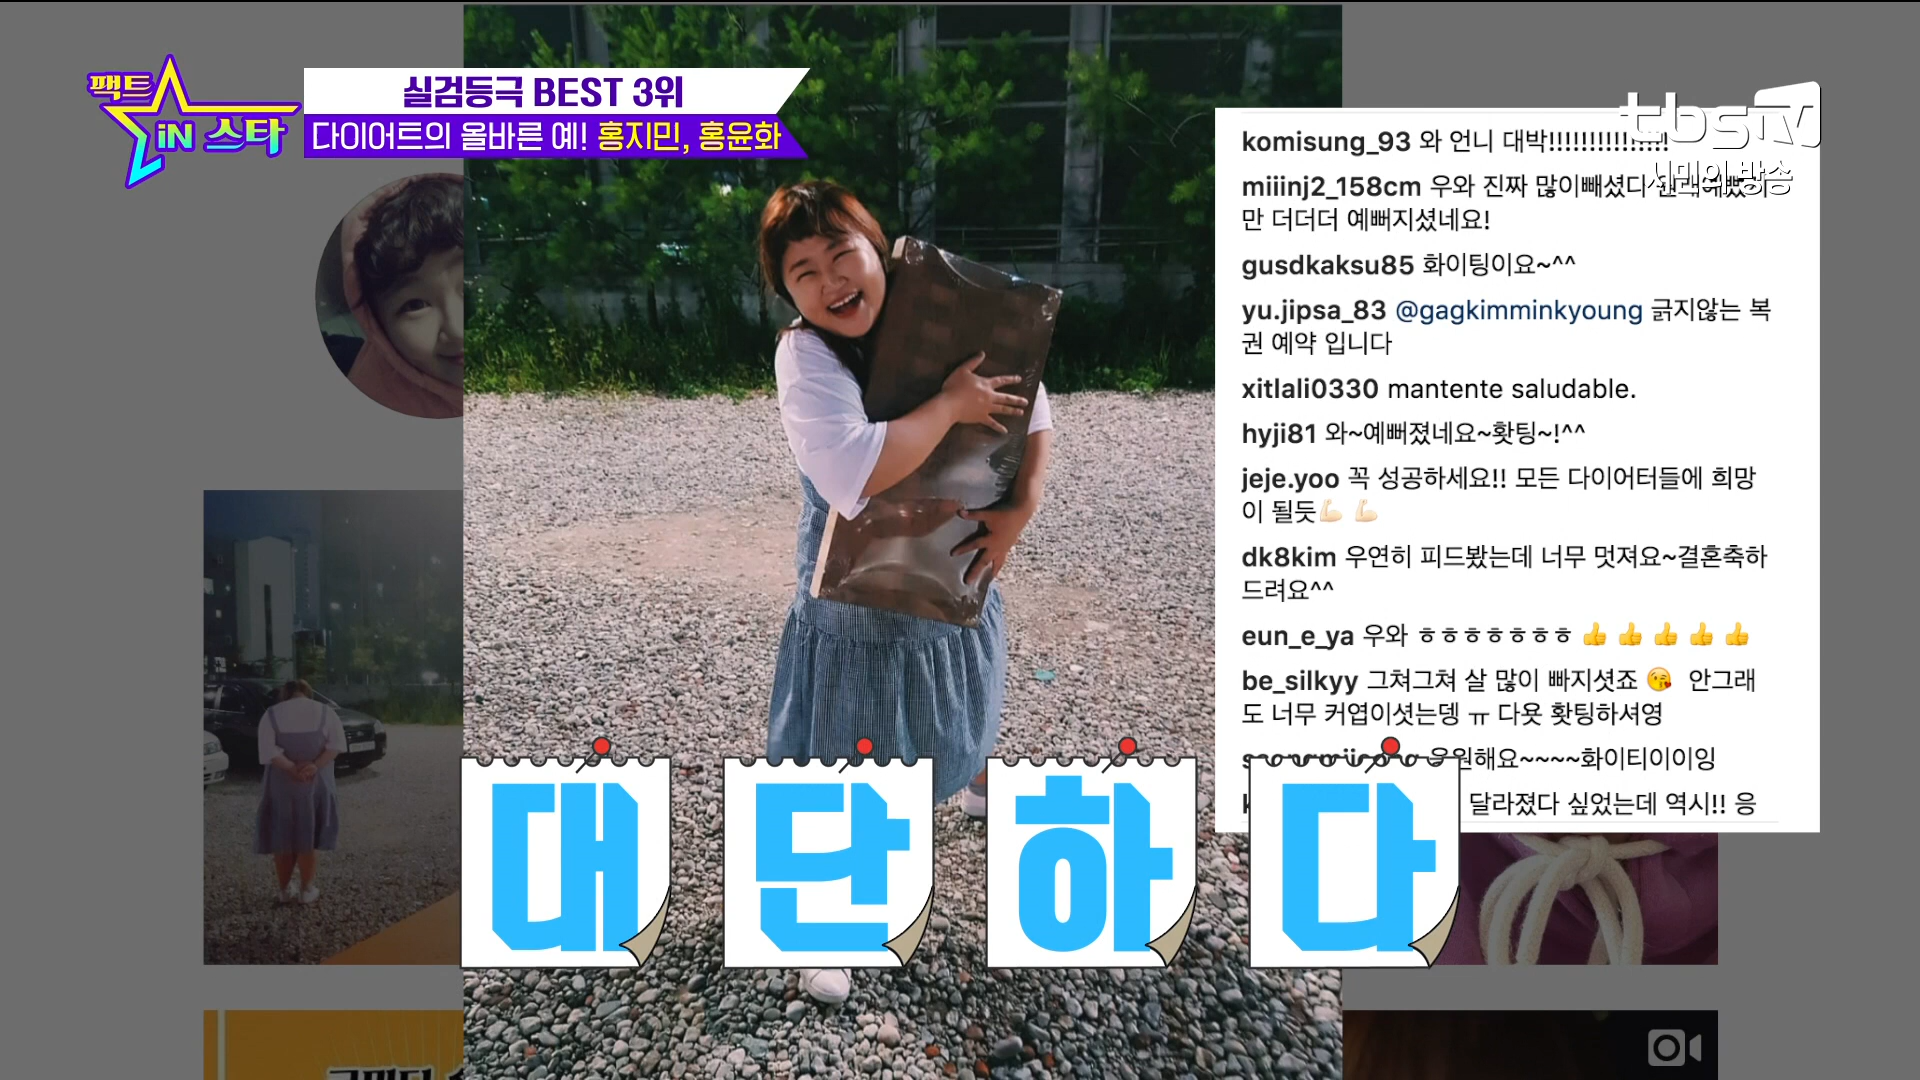 팩트 iN 스타
실검등극 BEST 3위
다이어트의 올바른 예! 홍지민, 홍윤화
tbs TV
시민의 방송
komisung_93 와 언니 대박!!!!!!!!!!!!!!!
miiinj2_158cm 우와 진짜 많이빼셨디
만 더더더 예뻐지셨네요!
gusdkaksu85 화이팅이요~^^
yu.jipsa_83 @gagkimminkyoung 긁지않는 복
권 예약 입니다
xitlali0330 mantente saludable.
hyji81 와~예뻐졌네요~홧팅~!^^
jeje.yoo 꼭 성공하세요!! 모든 다이어터들에 희망
이 될듯💪🏻 💪🏻
dk8kim 우연히 피드봤는데 너무 멋져요~결혼축하
드려요^^
eun_e_ya 우와 ㅎㅎㅎㅎㅎㅎㅎ 👍 👍 👍 👍 👍
be_silkyy 그쳐그쳐 살 많이 빠지셧죠 😘 안그래
도 너무 커엽이셧는뎅 ㅠ 다욧 홧팅하셔영
응원해요~~~~화이티이이잉
달라졌다 싶었는데 역시!! 응
대단하다